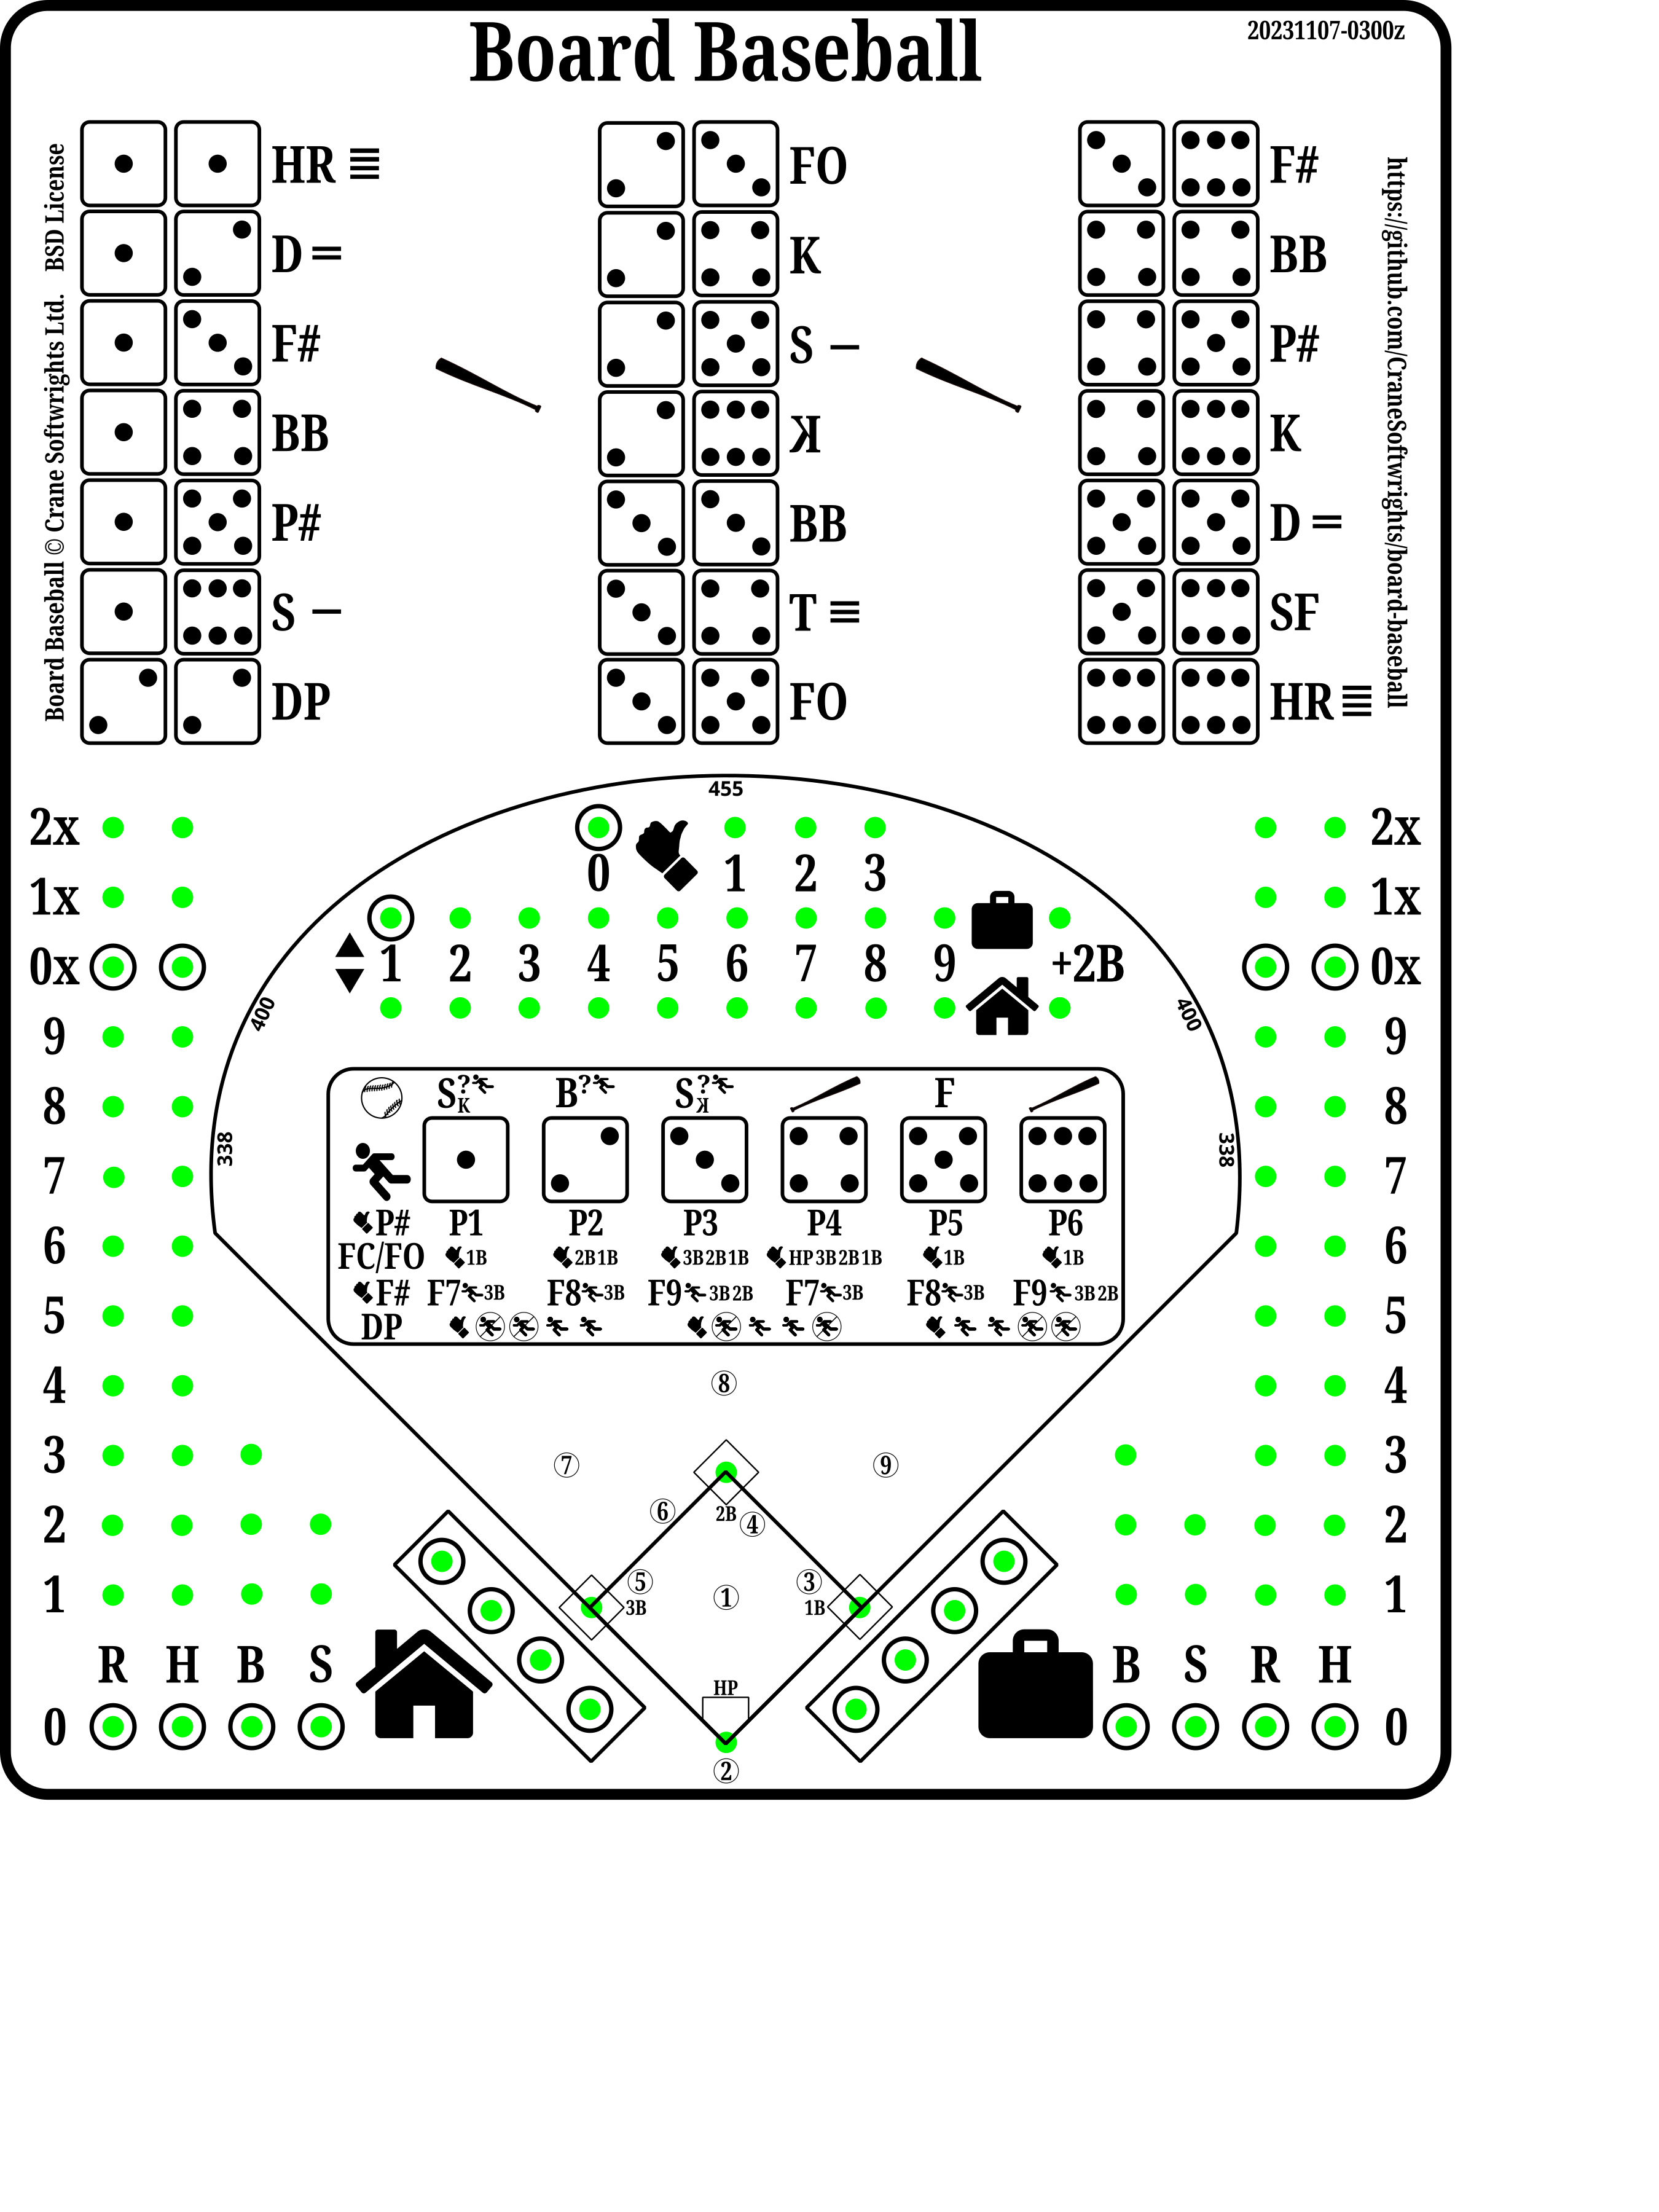 Board Baseball
20231107-0300z
Board Baseball © Crane Softwrights Ltd. BSD License
https://github.com/CraneSoftwrights/board-baseball
HR
D
F#
BB
P#
S
DP
FO
K
S
ꓘ
BB
T
FO
F#
BB
P#
K
D
SF
HR
455
400
400
338
338
0 1 2 3
1 2 3 4 5 6 7 8 9 +2B
S?K B? S?ꓘ F
P# P1 P2 P3 P4 P5 P6
FC/FO 1B 2B1B 3B2B1B HP3B2B1B 1B 1B
F# F7 3B F8 3B F9 3B2B F7 3B F8 3B F9 3B2B
DP
2x
1x
0x
9
8
7
6
5
4
3
2
1
R H B S
0
⑧
⑦
⑨
⑥
2B
④
⑤
3B
①
③
1B
HP
②
2x
1x
0x
9
8
7
6
5
4
3
2
1
B S R H
0